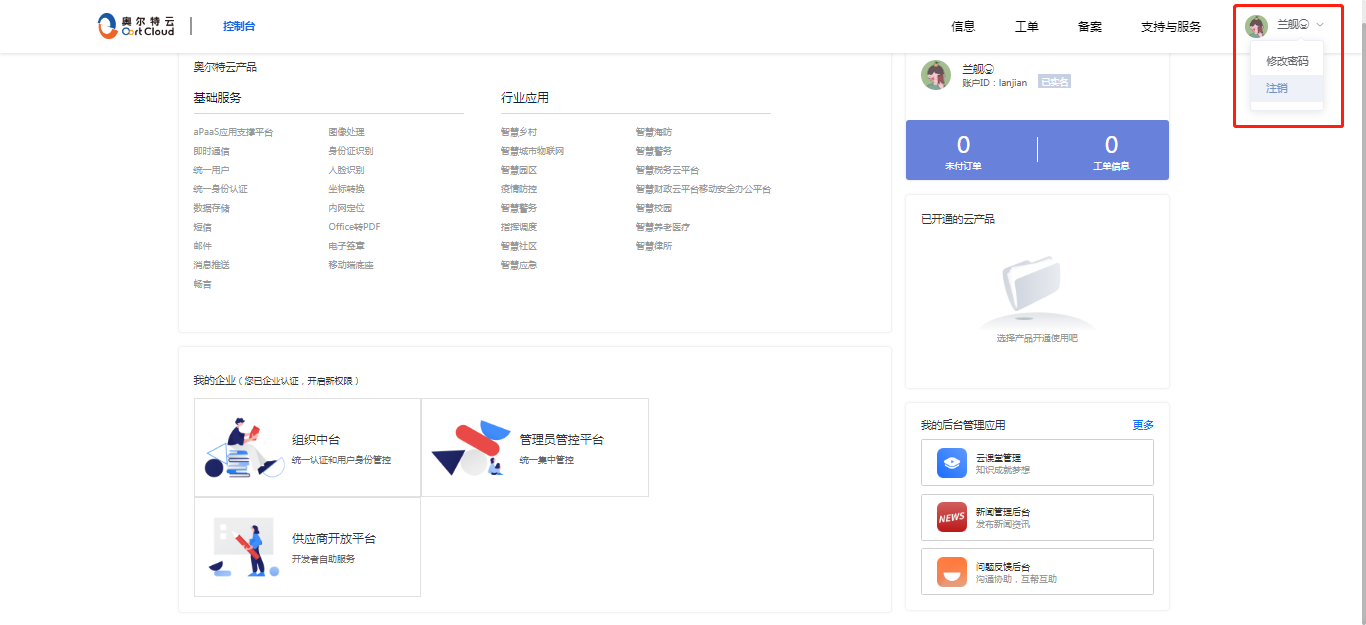 奥尔特云
Oort Cloud
控制台
信息
工单
备案
支持与服务
兰舰
修改密码
注销
奥尔特云产品
基础服务
aPaaS应用支撑平台
图像处理
即时通信
身份证识别
统一用户
人脸识别
统一身份认证
坐标转换
数据存储
内网定位
短信
Office转PDF
邮件
电子签章
消息推送
移动端底座
畅言
行业应用
智慧乡村
智慧海防
智慧城市物联网
智慧警务
智慧园区
智慧税务云平台
疫情防控
智慧财政云平台移动安全办公平台
智慧警务
智慧校园
指挥调度
智慧养老医疗
智慧社区
智慧律所
智慧应急
兰舰
账户ID：lanjian
已实名
0
未付订单
0
工单信息
已开通的云产品
选择产品开通使用吧
我的企业（您已企业认证，开启新权限）
组织中台
统一认证和用户身份管控
管理员管控平台
统一集中管控
供应商开放平台
开发者自助服务
我的后台管理应用
更多
云课堂管理
知识成就梦想
NEWS
新闻管理后台
发布新闻资讯
问题反馈后台
沟通协助，互帮互助